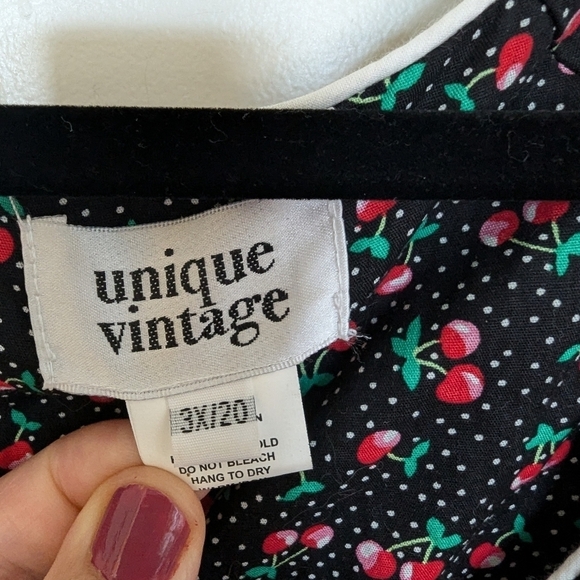 unique
vintage
3X/20
DO NOT BLEACH
HANG TO DRY